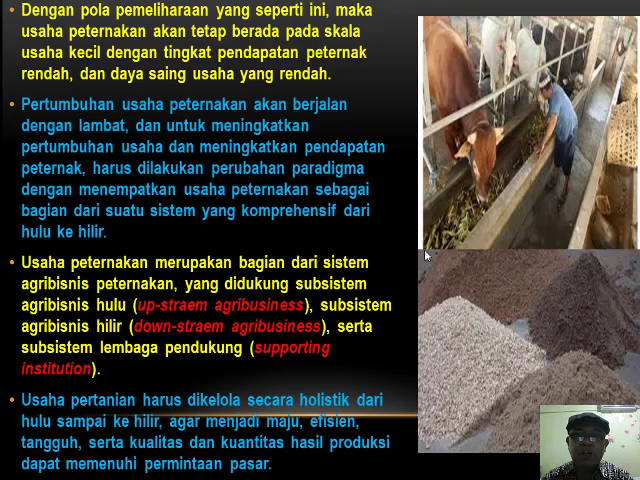 • Dengan pola pemeliharaan yang seperti ini, maka
usaha peternakan akan tetap berada pada skala
usaha kecil dengan tingkat pendapatan peternak
rendah, dan daya saing usaha yang rendah.
• Pertumbuhan usaha peternakan akan berjalan
dengan lambat, dan untuk meningkatkan
pertumbuhan usaha dan meningkatkan pendapatan
peternak, harus dilakukan perubahan paradigma
dengan menempatkan usaha peternakan sebagai
bagian dari suatu sistem yang komprehensif dari
hulu ke hilir.
• Usaha peternakan merupakan bagian dari sistem
agribisnis peternakan, yang didukung subsistem
agribisnis hulu (up-straem agribusiness), subsistem
agribisnis hilir (down-straem agribusiness), serta
subsistem lembaga pendukung (supporting
institution).
• Usaha pertanian harus dikelola secara holistik dari
hulu sampai ke hilir, agar menjadi maju, efisien,
tangguh, serta kualitas dan kuantitas hasil produksi
dapat memenuhi permintaan pasar.